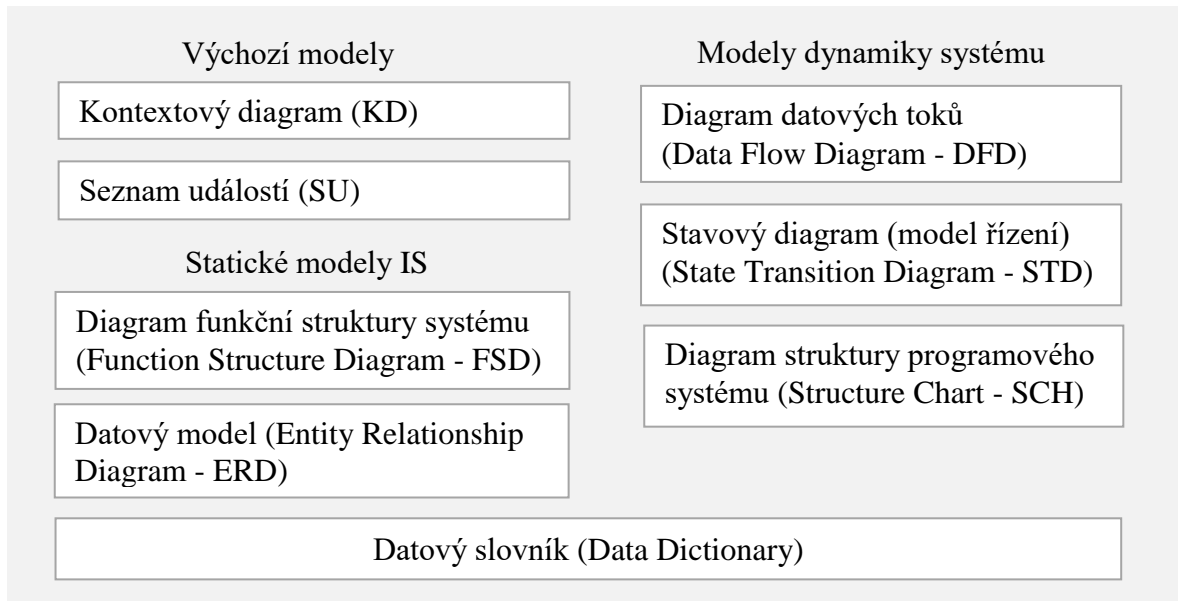 Výchozí modely
Kontextový diagram (KD)
Seznam událostí (SU)
Statické modely IS
Diagram funkční struktury systému
(Function Structure Diagram - FSD)
Datový model (Entity Relationship
Diagram - ERD)
Modely dynamiky systému
Diagram datových toků
(Data Flow Diagram - DFD)
Stavový diagram (model řízení)
(State Transition Diagram - STD)
Diagram struktury programového
systému (Structure Chart - SCH)
Datový slovník (Data Dictionary)